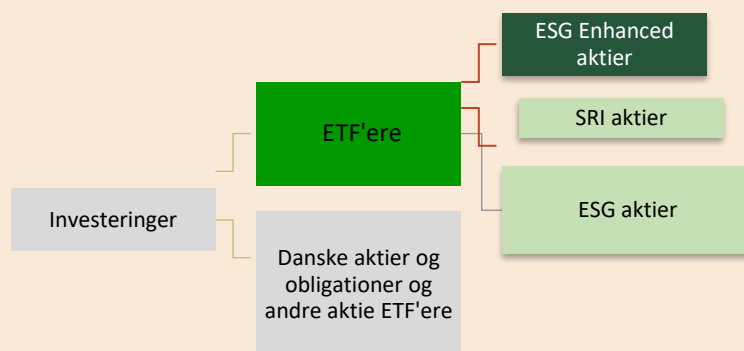 ESG Enhanced
aktier
ETF'ere
SRI aktier
ESG aktier
Investeringer
Danske aktier og
obligationer og
andre aktie ETF'ere